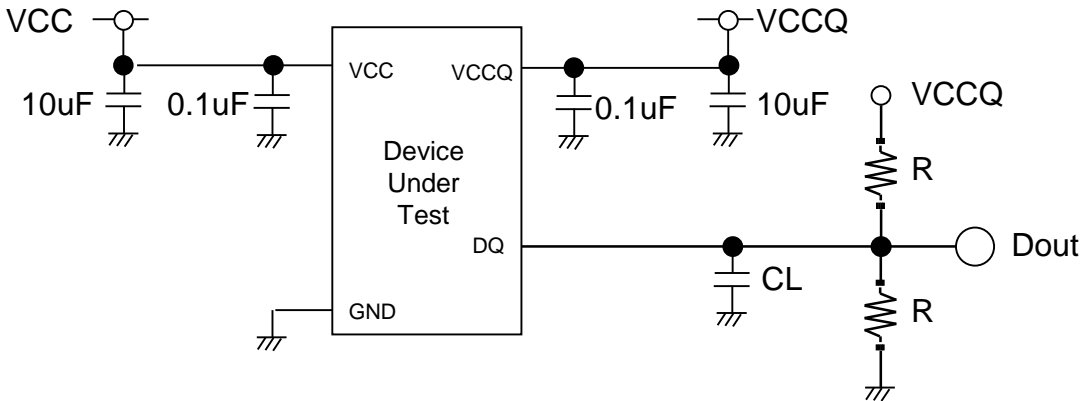 VCC
VCCQ
10uF
0.1uF
VCC
VCCQ
0.1uF
10uF
VCCQ
Device
Under
Test
R
DQ
Dout
CL
GND
R